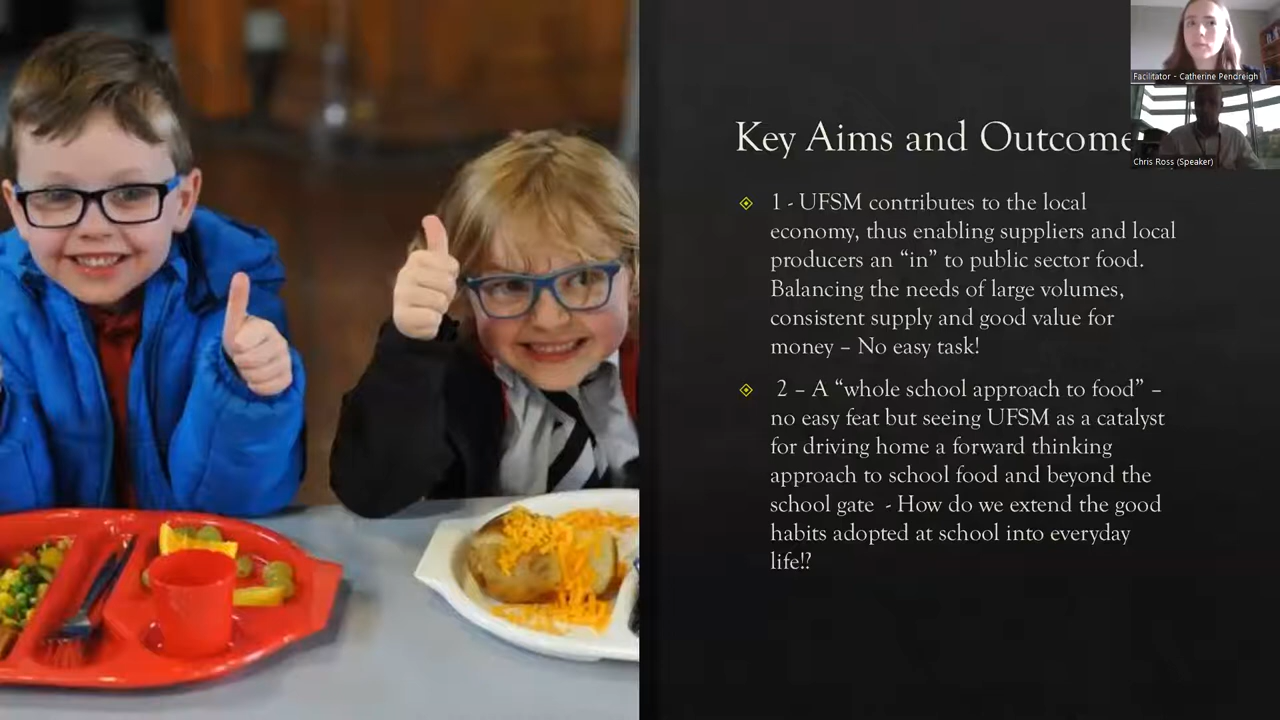 Facilitator - Catherine Pendreigh
Chris Ross (Speaker)
Key Aims and Outcome
1 - UFSM contributes to the local
economy, thus enabling suppliers and local
producers an “in” to public sector food.
Balancing the needs of large volumes,
consistent supply and good value for
money – No easy task!
2 – A “whole school approach to food” –
no easy feat but seeing UFSM as a catalyst
for driving home a forward thinking
approach to school food and beyond the
school gate - How do we extend the good
habits adopted at school into everyday
life!?